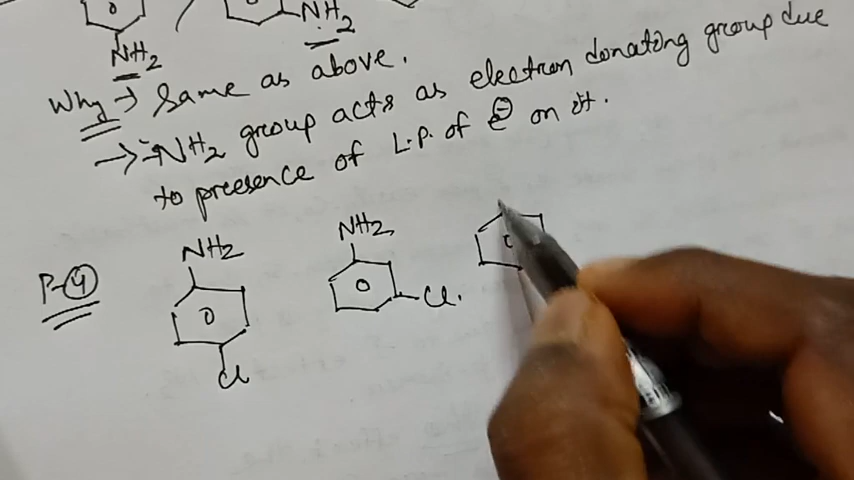 NH2
NH2
Why → Same as above.
→ -NH2 group acts as electron donating group due
to preesence of L.P. of e⊖ on it.
P-4
NH2
Cl
NH2
Cl.